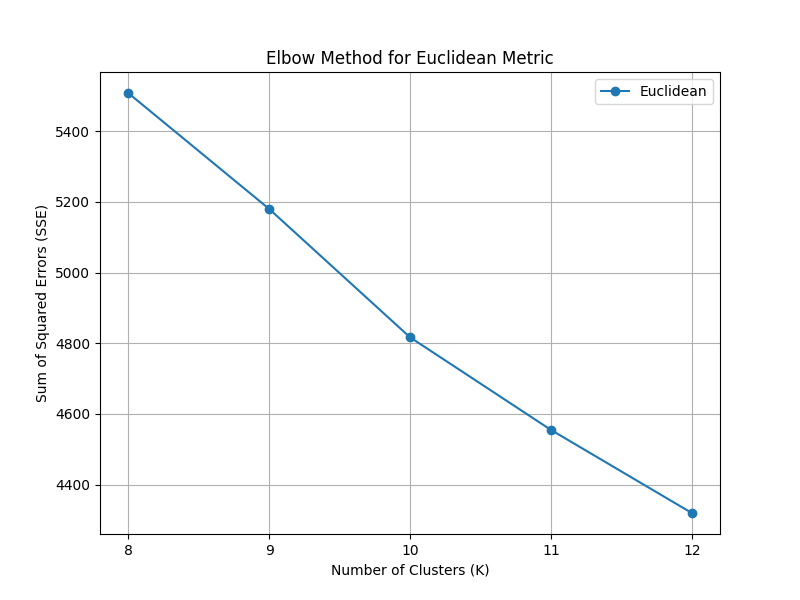 Elbow Method for Euclidean Metric
Euclidean
5400
5200
5000
4800
4600
4400
Sum of Squared Errors (SSE)
8 9 10 11 12
Number of Clusters (K)